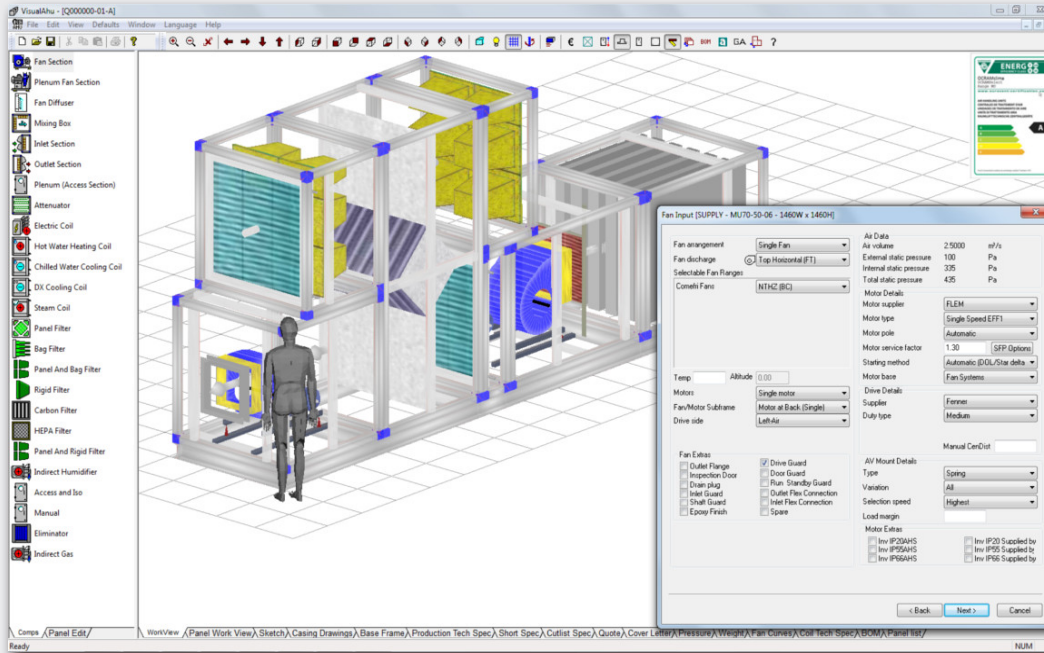 VisualAhu - [Q000000-01-A]
File Edit View Defaults Window Language Help
€ BOM GA ?
Fan Section
Plenum Fan Section
Fan Diffuser
Mixing Box
Inlet Section
Outlet Section
Plenum (Access Section)
Attenuator
Electric Coil
Hot Water Heating Coil
Chilled Water Cooling Coil
DX Cooling Coil
Steam Coil
Panel Filter
Bag Filter
Panel And Bag Filter
Rigid Filter
Carbon Filter
HEPA Filter
Panel And Rigid Filter
Indirect Humidifier
Access and Iso
Manual
Eliminator
Indirect Gas
ENERG
A
Fan Input [SUPPLY - MU70-50-06 - 1460W x 1460H]
Fan arrangement Single Fan
Fan discharge Top Horizontal (FT)
Selectable Fan Ranges
Comefri Fans NTHZ (BC)
Temp Altitude 0.00
Motors Single motor
Fan/Motor Subframe Motor at Back (Single)
Drive side Left-Air
Fan Extras
Outlet Flange Drive Guard
Inspection Door Door Guard
Drain plug Run Standby Guard
Inlet Guard Outlet Flex Connection
Shaft Guard Inlet Flex Connection
Epoxy Finish Spare
Air Data
Air volume 2.5000 m³/s
External static pressure 100 Pa
Internal static pressure 335 Pa
Total static pressure 435 Pa
Motor Details
Motor supplier FLEM
Motor type Single Speed EFF1
Motor pole Automatic
Motor service factor 1.30 SFP Options
Starting method Automatic (DOL/Star delta
Motor base Fan Systems
Drive Details
Supplier Fenner
Duty type Medium
Manual CenDist
AV Mount Details
Type Spring
Variation All
Selection speed Highest
Load margin
Motor Extras
Inv IP20AHS Inv IP20 Supplied by
Inv IP55AHS Inv IP55 Supplied by
Inv IP66AHS Inv IP66 Supplied by
< Back Next > Cancel
Comps Panel Edit WorkView Panel Work View Sketch Casing Drawings Base Frame Production Tech Spec Short Spec Cutlist Spec Quote Cover Letter Pressure Weight Fan Curves Coil Tech Spec BOM Panel list
Ready NUM